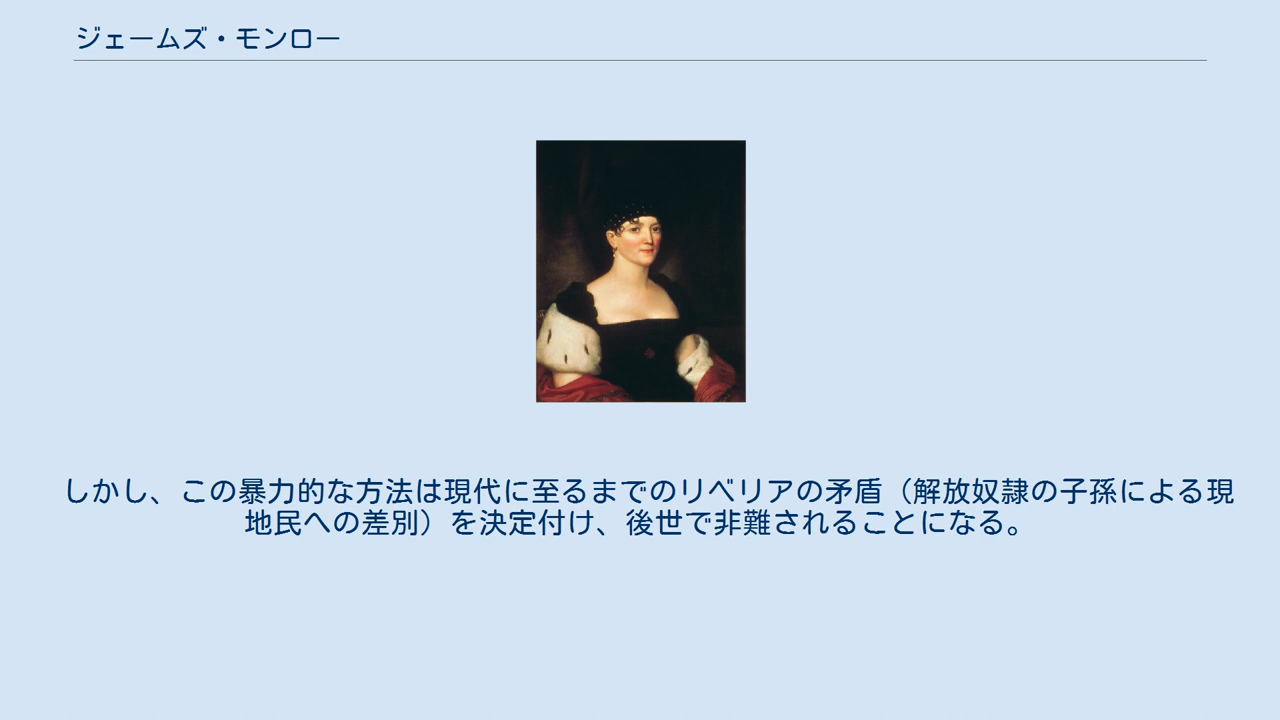 ジェームズ・モンロー
しかし、この暴力的な方法は現代に至るまでのリベリアの矛盾（解放奴隷の子孫による現
地民への差別）を決定付け、後世で非難されることになる。